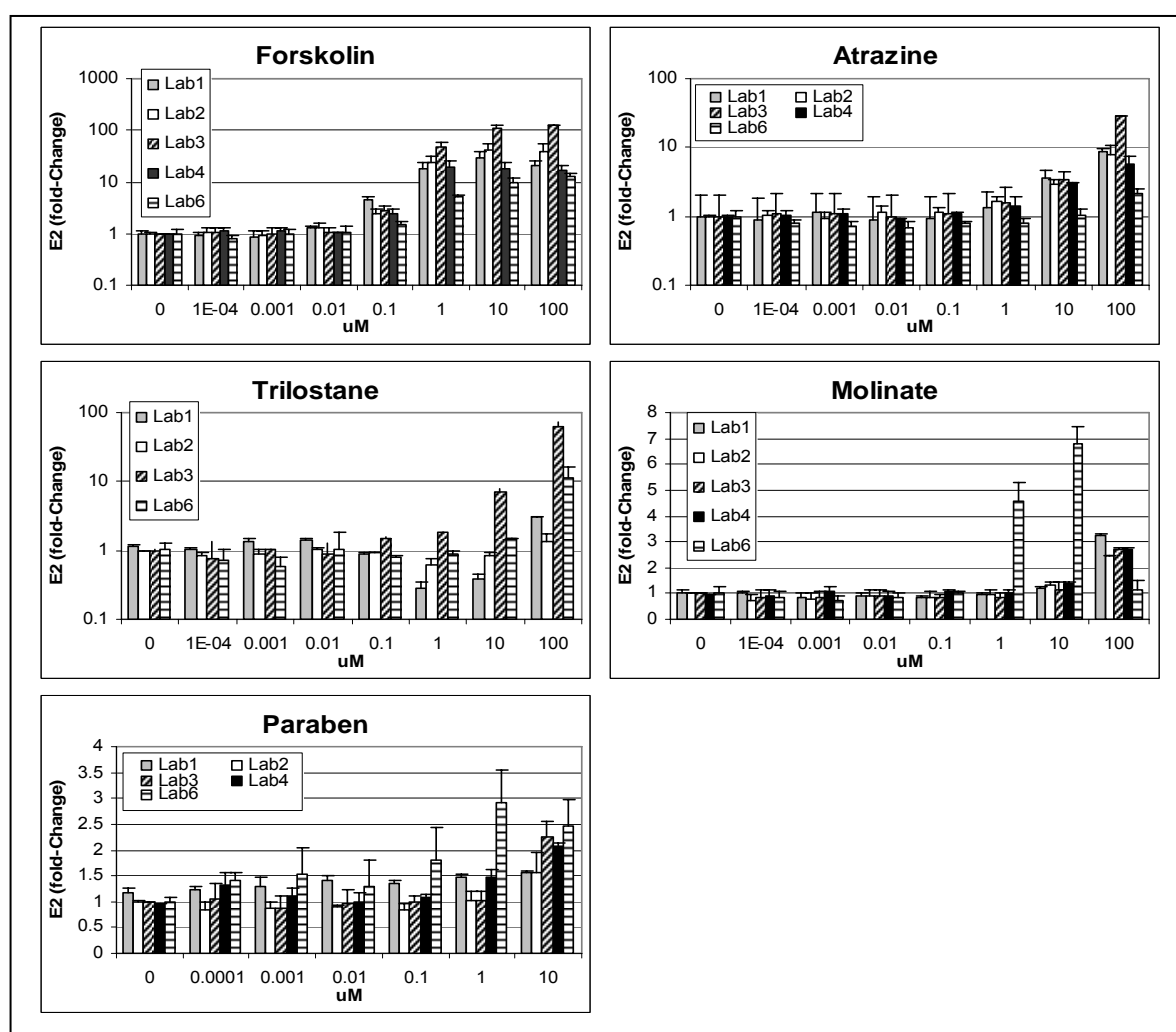 Forskolin
E2 (fold-Change)
1000
100
10
1
0.1
Lab1
Lab2
Lab3
Lab4
Lab6
0 1E-04 0.001 0.01 0.1 1 10 100
uM
Atrazine
E2 (fold-Change)
100
10
1
0.1
Lab1 Lab2
Lab3 Lab4
Lab6
0 1E-04 0.001 0.01 0.1 1 10 100
uM
Trilostane
E2 (fold-Change)
100
10
1
0.1
Lab1
Lab2
Lab3
Lab6
0 1E-04 0.001 0.01 0.1 1 10 100
uM
Molinate
E2 (fold-Change)
8
7
6
5
4
3
2
1
0
Lab1
Lab2
Lab3
Lab4
Lab6
0 1E-04 0.001 0.01 0.1 1 10 100
uM
Paraben
E2 (fold-Change)
4
3.5
3
2.5
2
1.5
1
0.5
0
Lab1 Lab2
Lab3 Lab4
Lab6
0 0.0001 0.001 0.01 0.1 1 10
uM